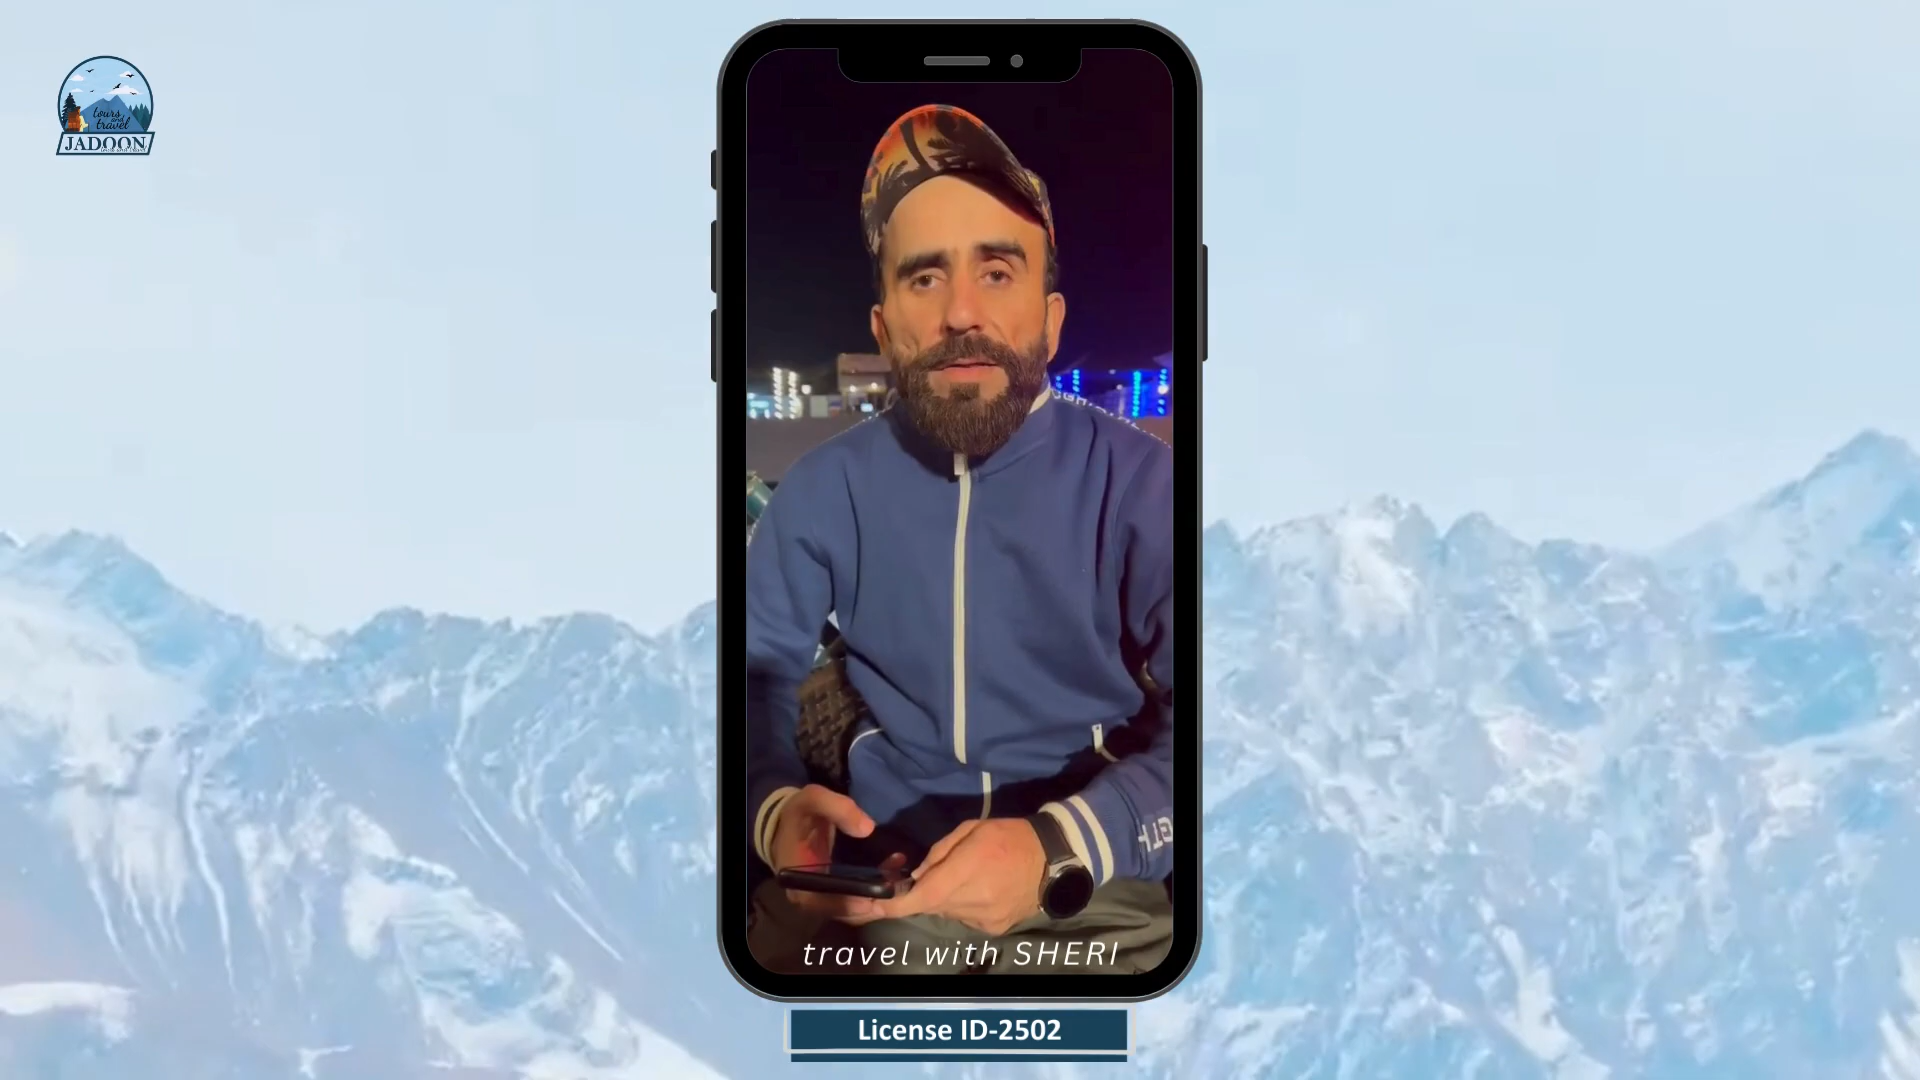 tours
and
travel
JADOON
travel with SHERI
License ID-2502